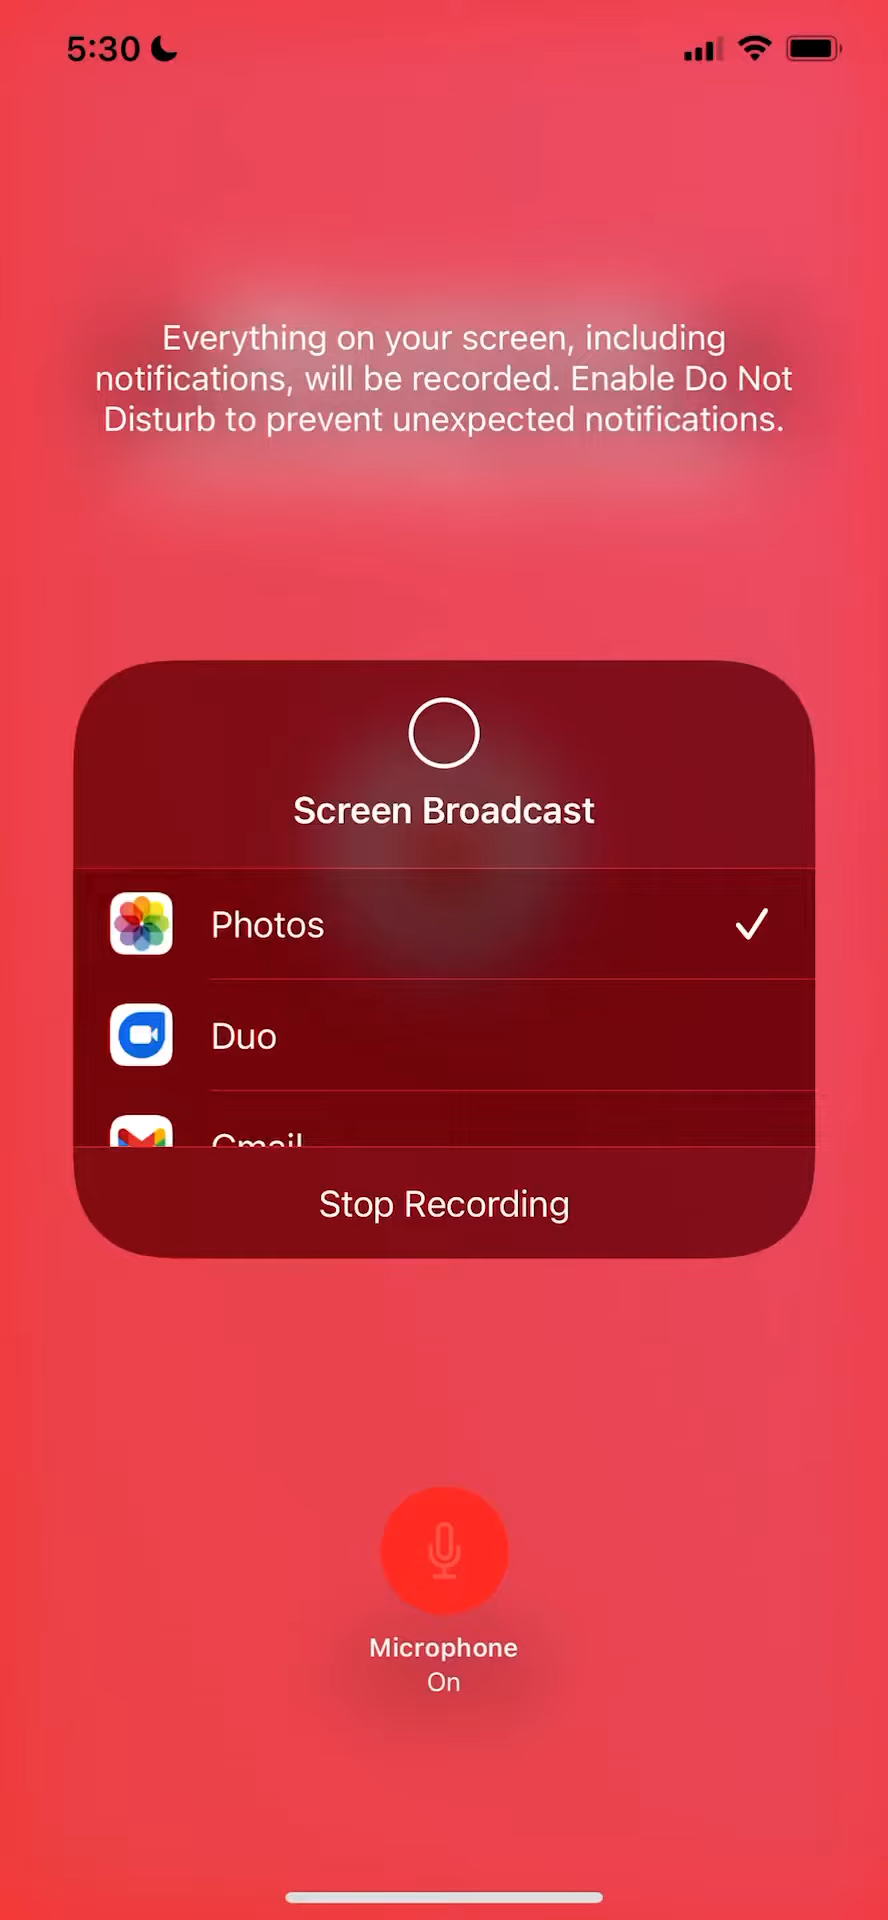 5:30
Everything on your screen, including
notifications, will be recorded. Enable Do Not
Disturb to prevent unexpected notifications.
Screen Broadcast
Photos
Duo
Gmail
Stop Recording
Microphone
On